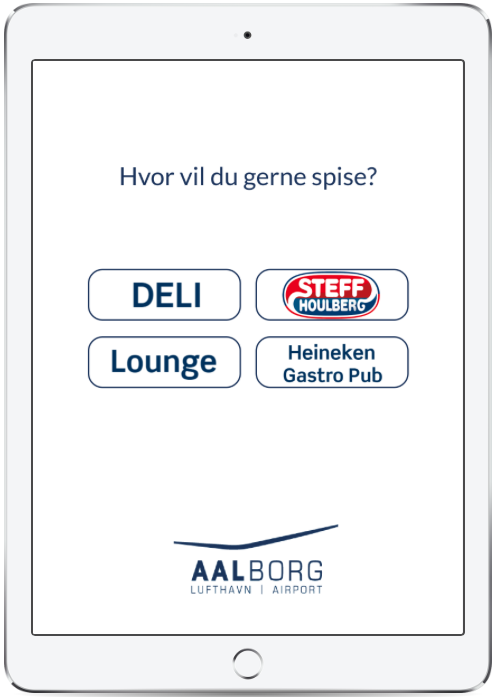 Hvor vil du gerne spise?
DELI
STEFF
HOULBERG
Lounge
Heineken
Gastro Pub
AALBORG
LUFTHAVN | AIRPORT